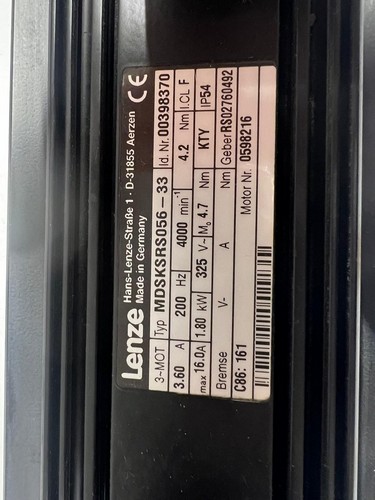 Lenze Hans-Lenze-Straße 1 · D-31855 Aerzen
Made in Germany CE
3-MOT Typ MDSKSRS056-33 Id. Nr. 00398370
3.60 A 200 Hz 4000 min⁻¹ 4.2 Nm I.CL F
max 16.0A 1.80 kW 325 V~ M₀ 4.7 Nm KTY IP54
Bremse V- A Nm Geber RS02760492
C86: 161 Motor Nr. 0598216